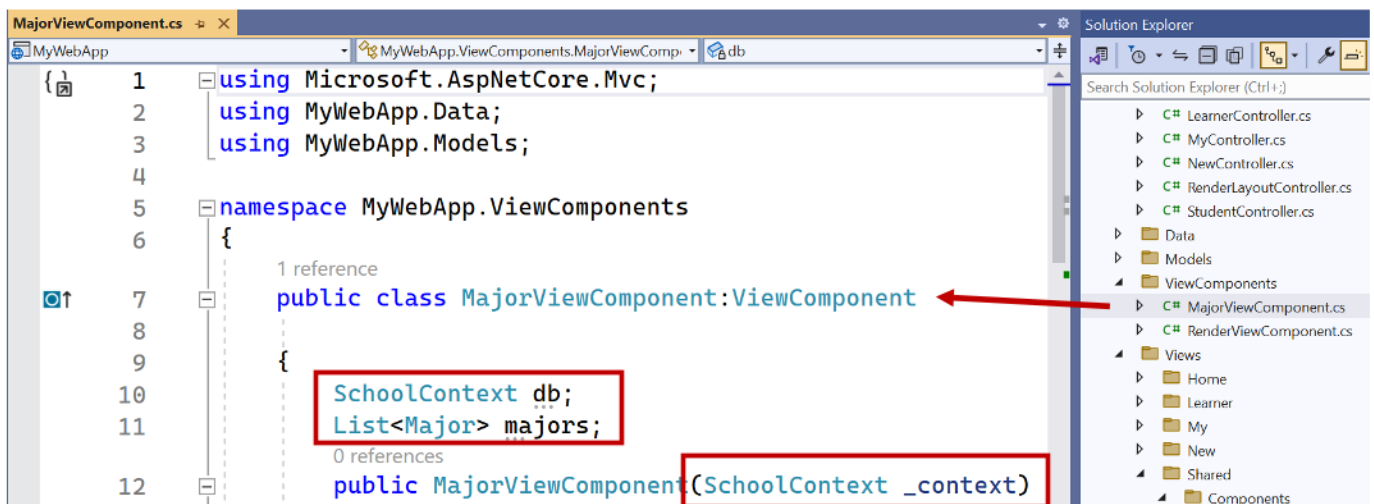 MajorViewComponent.cs
MyWebApp
MyWebApp.ViewComponents.MajorViewComp
db
1 using Microsoft.AspNetCore.Mvc;
2 using MyWebApp.Data;
3 using MyWebApp.Models;
4
5 namespace MyWebApp.ViewComponents
6 {
1 reference
7 public class MajorViewComponent:ViewComponent
8
9 {
10 SchoolContext db;
11 List<Major> majors;
0 references
12 public MajorViewComponent(SchoolContext _context)
Solution Explorer
Search Solution Explorer (Ctrl+;)
C# LearnerController.cs
C# MyController.cs
C# NewController.cs
C# RenderLayoutController.cs
C# StudentController.cs
Data
Models
ViewComponents
C# MajorViewComponent.cs
C# RenderViewComponent.cs
Views
Home
Learner
My
New
Shared
Components